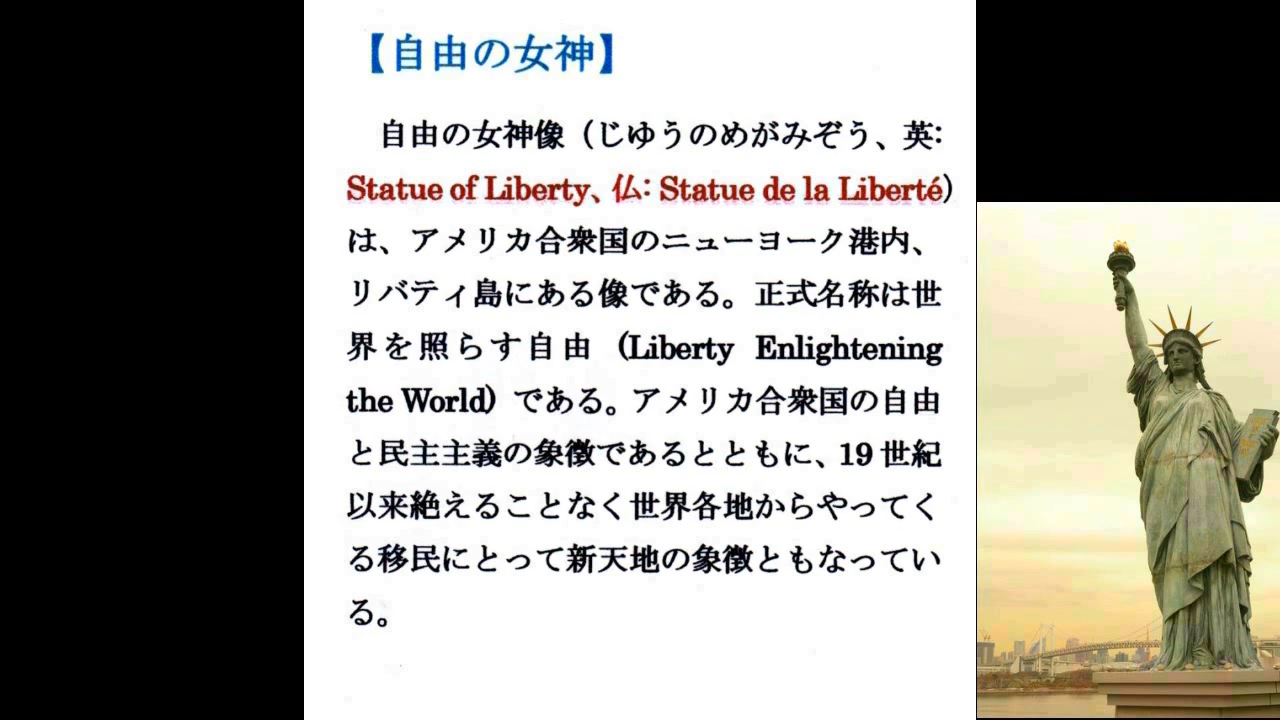 【自由の女神】
自由の女神像（じゆうのめがみぞう、英:
Statue of Liberty、仏: Statue de la Liberté）
は、アメリカ合衆国のニューヨーク港内、
リバティ島にある像である。正式名称は世
界を照らす自由（Liberty Enlightening
the World）である。アメリカ合衆国の自由
と民主主義の象徴であるとともに、19 世紀
以来絶えることなく世界各地からやってく
る移民にとって新天地の象徴ともなってい
る。